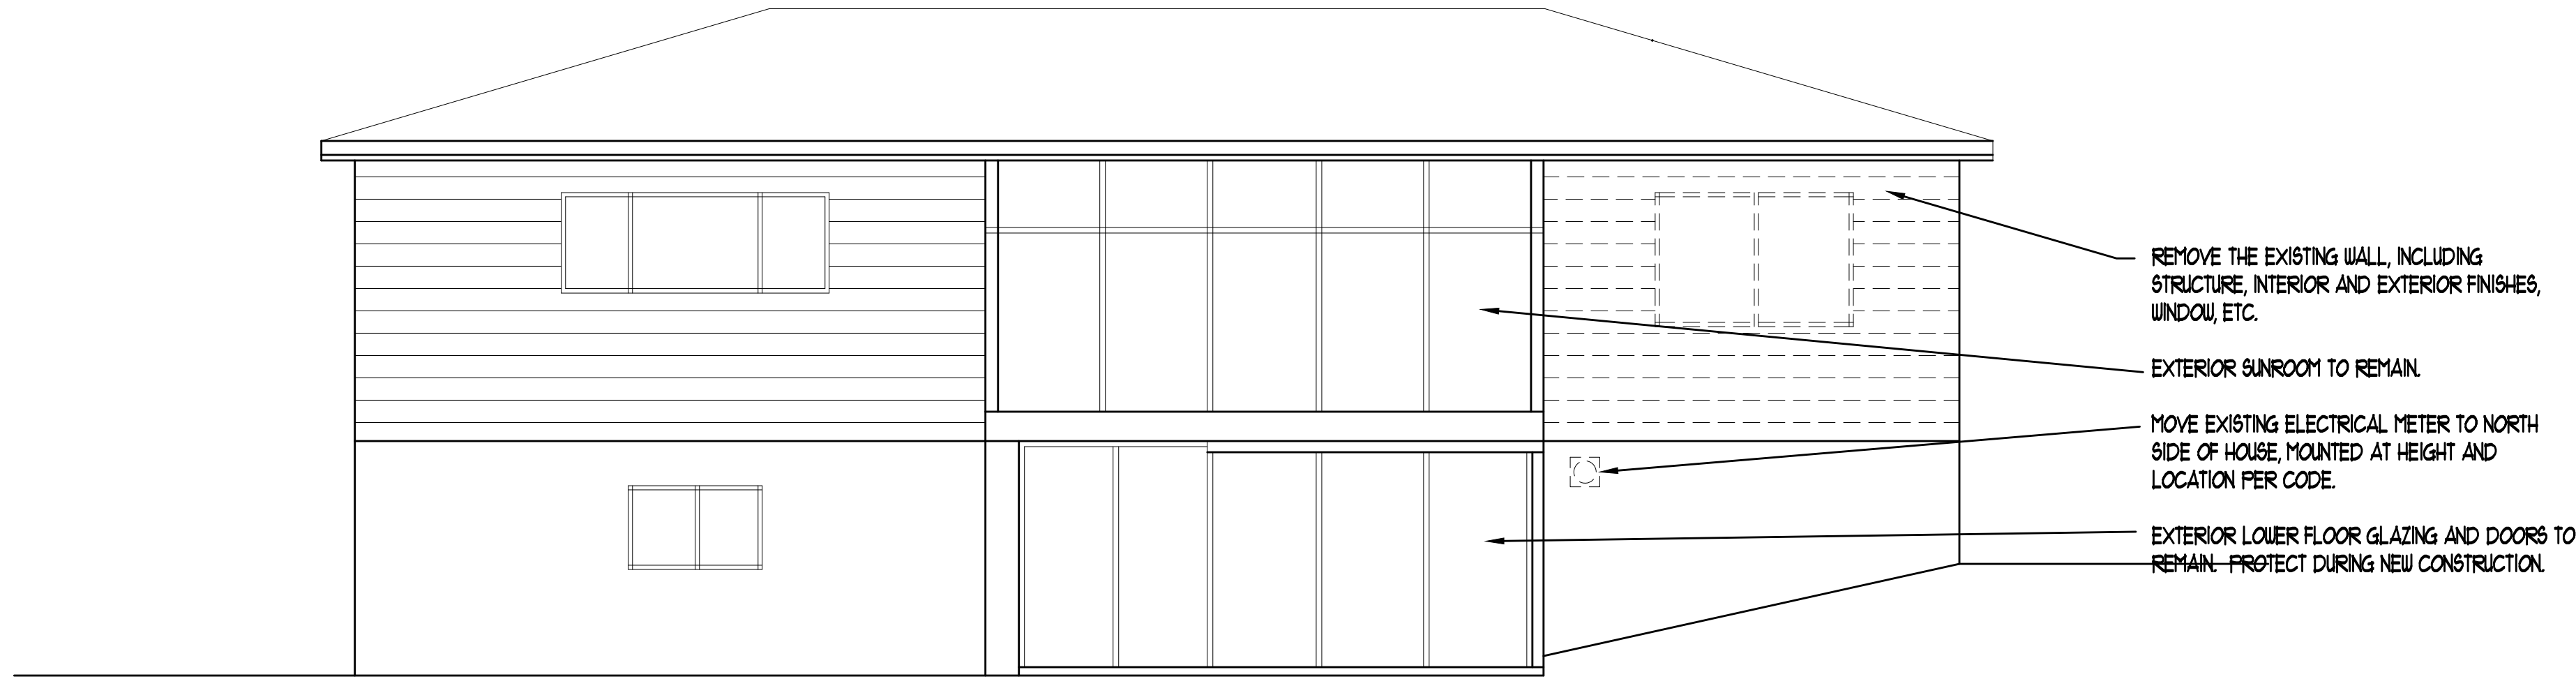 REMOVE THE EXISTING WALL, INCLUDING
STRUCTURE, INTERIOR AND EXTERIOR FINISHES,
WINDOW, ETC.
EXTERIOR SUNROOM TO REMAIN.
MOVE EXISTING ELECTRICAL METER TO NORTH
SIDE OF HOUSE, MOUNTED AT HEIGHT AND
LOCATION PER CODE.
EXTERIOR LOWER FLOOR GLAZING AND DOORS TO
REMAIN. PROTECT DURING NEW CONSTRUCTION.